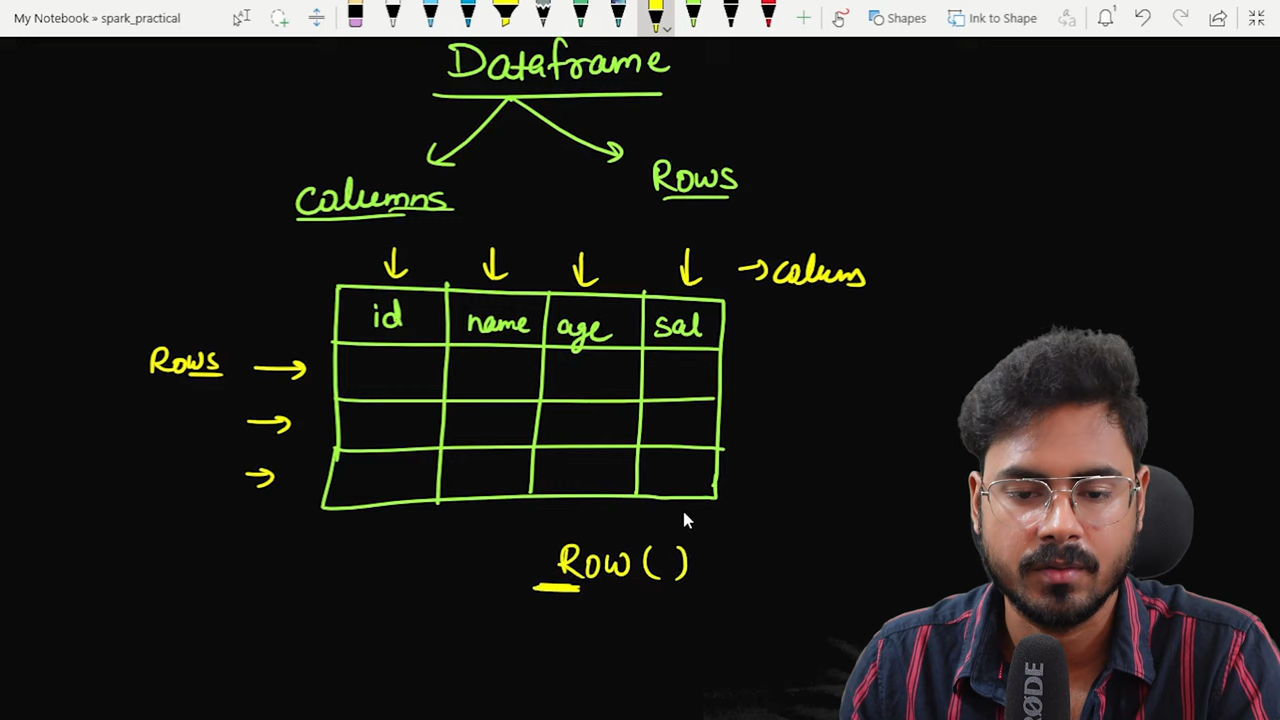 My Notebook » spark_practical
Shapes
Ink to Shape
Dataframe
Columns
Rows
→ colums
id name age sal
Rows →
→
→
Row ( )
RØDE